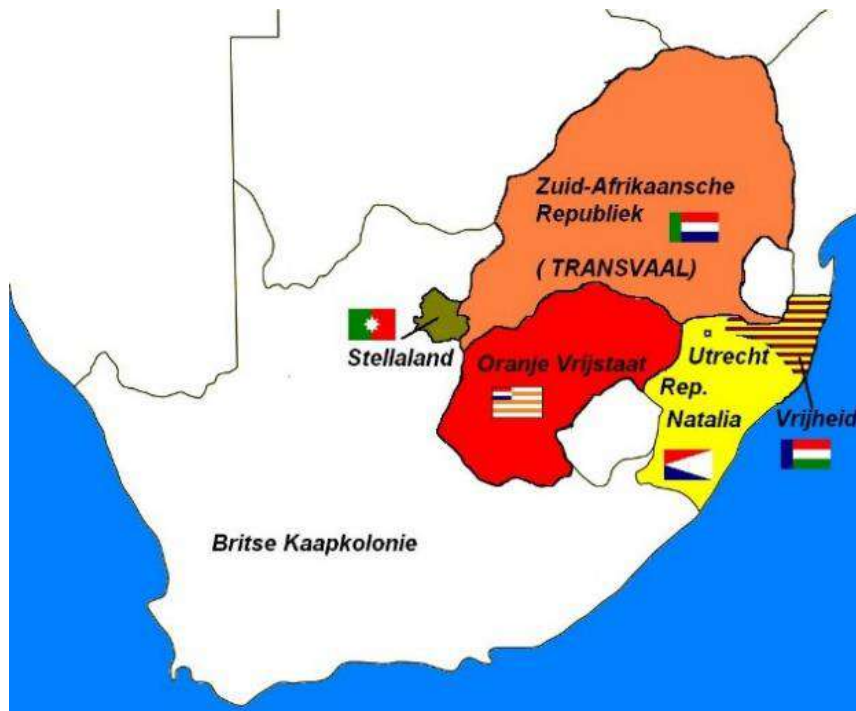 Zuid-Afrikaansche
Republiek
( TRANSVAAL)
Stellaland
Oranje Vrijstaat
Utrecht
Rep.
Natalia
Vrijheid
Britse Kaapkolonie